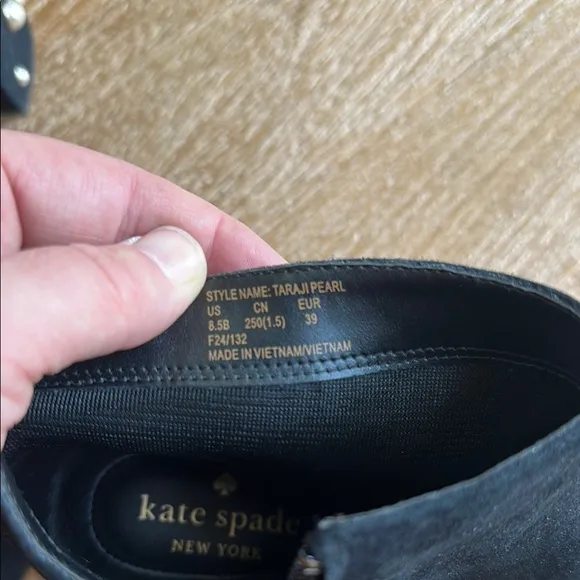 STYLE NAME: TARAJI PEARL
US CN EUR
8.5B 250(1.5) 39
F24/132
MADE IN VIETNAM/VIETNAM
kate spade
NEW YORK